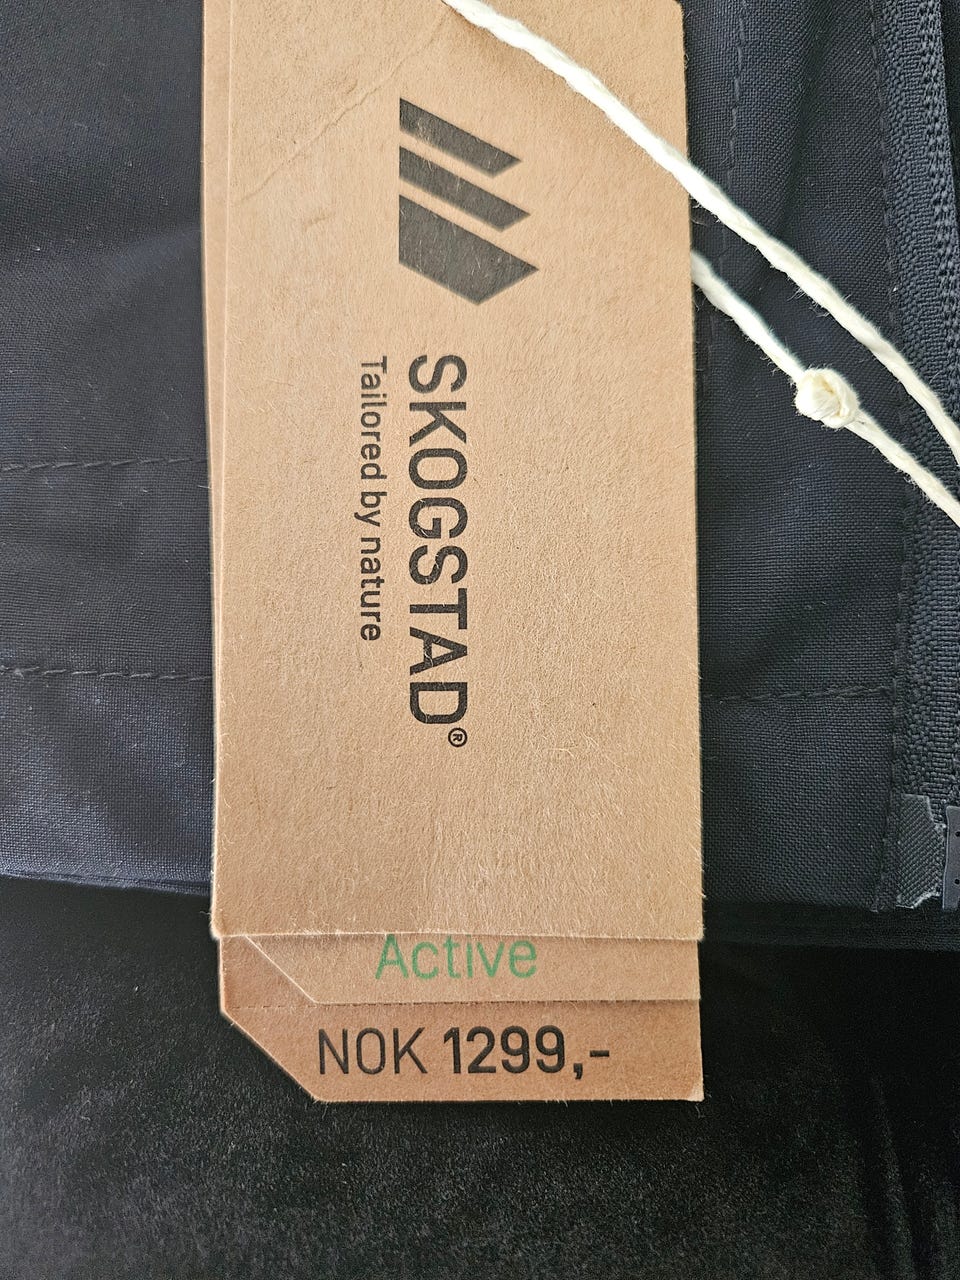 SKOGSTAD®
Tailored by nature
Active
NOK 1299,-